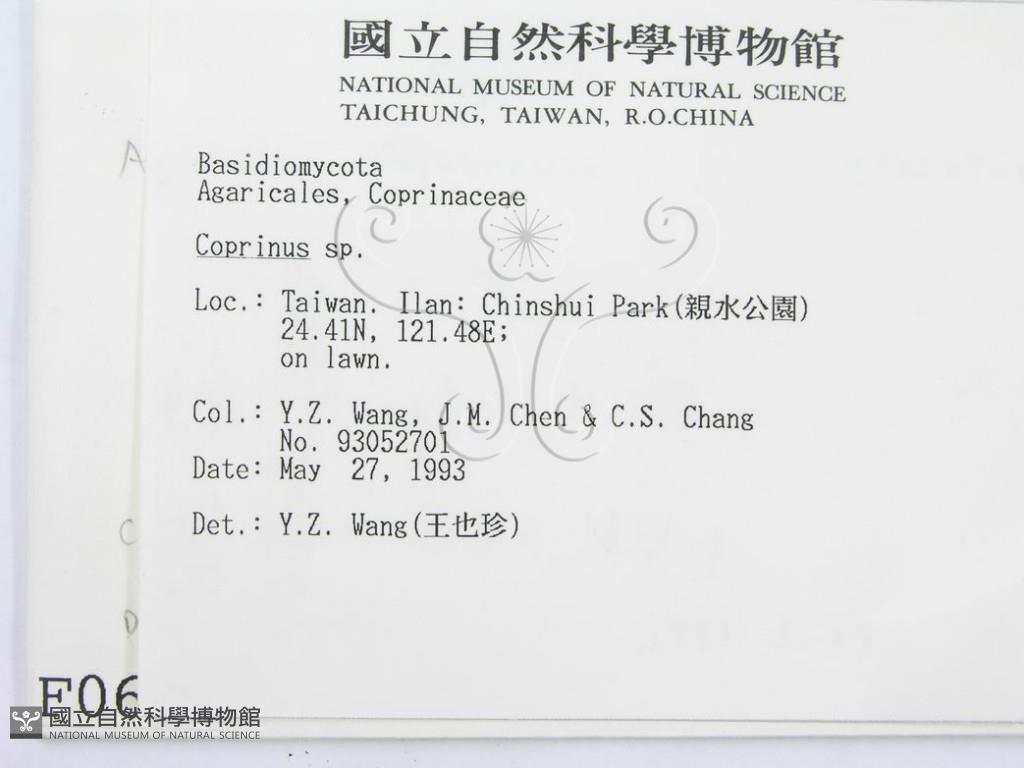 國立自然科學博物館
NATIONAL MUSEUM OF NATURAL SCIENCE
TAICHUNG, TAIWAN, R.O.CHINA
A
Basidiomycota
Agaricales, Coprinaceae
Coprinus sp.
Loc.: Taiwan. Ilan: Chinshui Park(親水公園)
24.41N, 121.48E;
on lawn.
Col.: Y.Z. Wang, J.M. Chen & C.S. Chang
No. 93052701
Date: May 27, 1993
Det.: Y.Z. Wang(王也珍)
C
D
F06
國立自然科學博物館
NATIONAL MUSEUM OF NATURAL SCIENCE